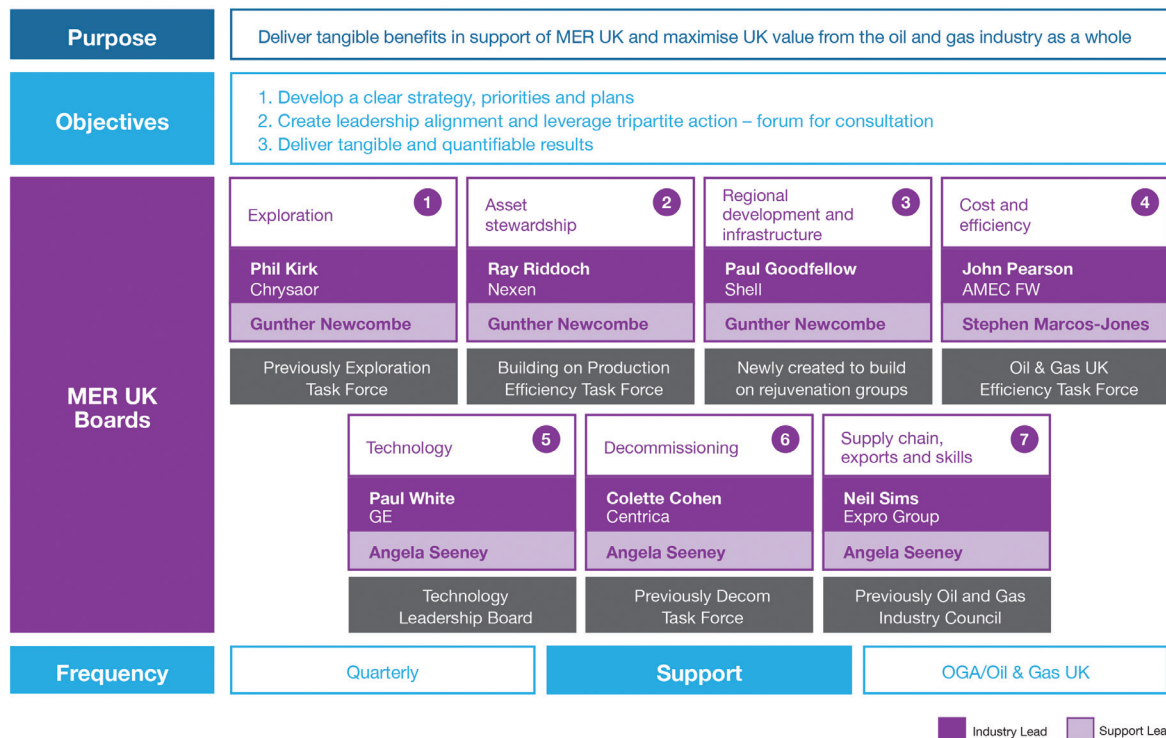 Purpose
Deliver tangible benefits in support of MER UK and maximise UK value from the oil and gas industry as a whole
Objectives
1. Develop a clear strategy, priorities and plans
2. Create leadership alignment and leverage tripartite action – forum for consultation
3. Deliver tangible and quantifiable results
MER UK
Boards
Exploration
1
Phil Kirk
Chrysaor
Gunther Newcombe
Previously Exploration
Task Force
Asset
stewardship
2
Ray Riddoch
Nexen
Gunther Newcombe
Building on Production
Efficiency Task Force
Regional
development and
infrastructure
3
Paul Goodfellow
Shell
Gunther Newcombe
Newly created to build
on rejuvenation groups
Cost and
efficiency
4
John Pearson
AMEC FW
Stephen Marcos-Jones
Oil & Gas UK
Efficiency Task Force
Technology
5
Paul White
GE
Angela Seeney
Technology
Leadership Board
Decommissioning
6
Colette Cohen
Centrica
Angela Seeney
Previously Decom
Task Force
Supply chain,
exports and skills
7
Neil Sims
Expro Group
Angela Seeney
Previously Oil and Gas
Industry Council
Frequency
Quarterly
Support
OGA/Oil & Gas UK
Industry Lead
Support Lea